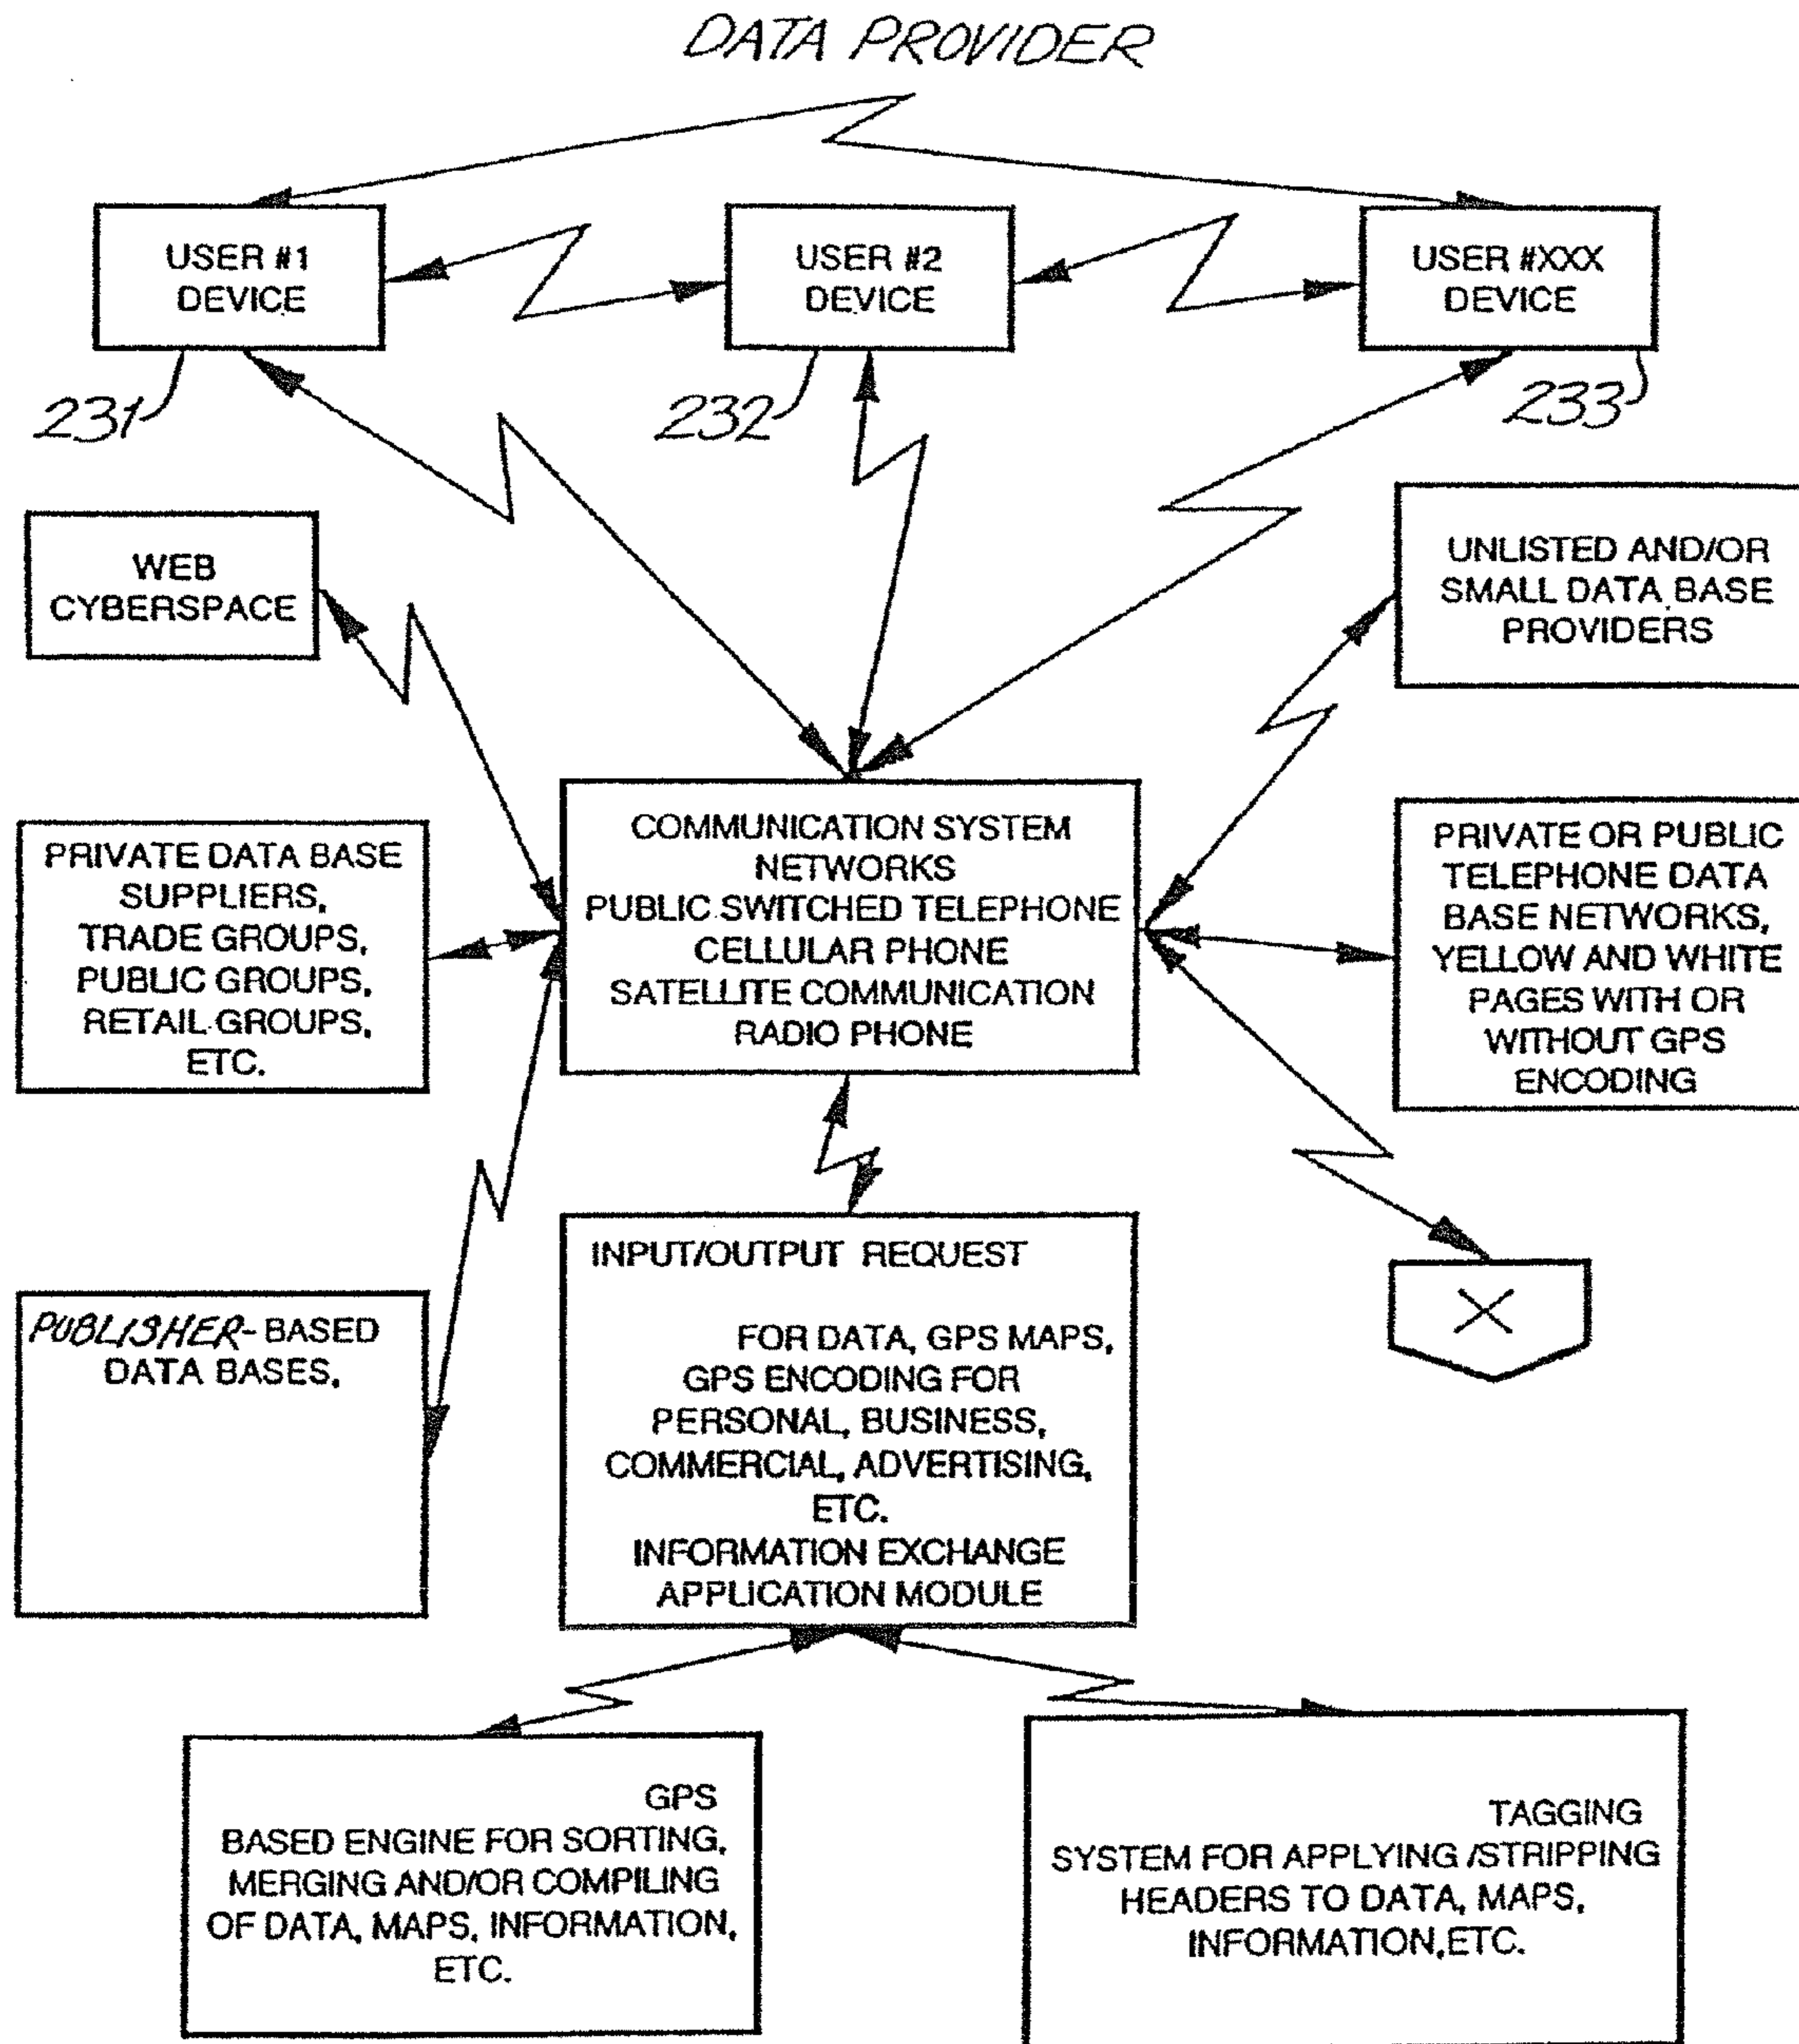 DATA PROVIDER
USER #1
DEVICE
USER #2
DEVICE
USER #XXX
DEVICE
231
232
233
WEB
CYBERSPACE
UNLISTED AND/OR
SMALL DATA BASE
PROVIDERS
PRIVATE DATA BASE
SUPPLIERS,
TRADE GROUPS,
PUBLIC GROUPS,
RETAIL GROUPS,
ETC.
COMMUNICATION SYSTEM
NETWORKS
PUBLIC SWITCHED TELEPHONE
CELLULAR PHONE
SATELLITE COMMUNICATION
RADIO PHONE
PRIVATE OR PUBLIC
TELEPHONE DATA
BASE NETWORKS,
YELLOW AND WHITE
PAGES WITH OR
WITHOUT GPS
ENCODING
PUBLISHER-BASED
DATA BASES,
INPUT/OUTPUT REQUEST
FOR DATA, GPS MAPS,
GPS ENCODING FOR
PERSONAL, BUSINESS,
COMMERCIAL, ADVERTISING,
ETC.
INFORMATION EXCHANGE
APPLICATION MODULE
X
GPS
BASED ENGINE FOR SORTING,
MERGING AND/OR COMPILING
OF DATA, MAPS, INFORMATION,
ETC.
TAGGING
SYSTEM FOR APPLYING /STRIPPING
HEADERS TO DATA, MAPS,
INFORMATION,ETC.